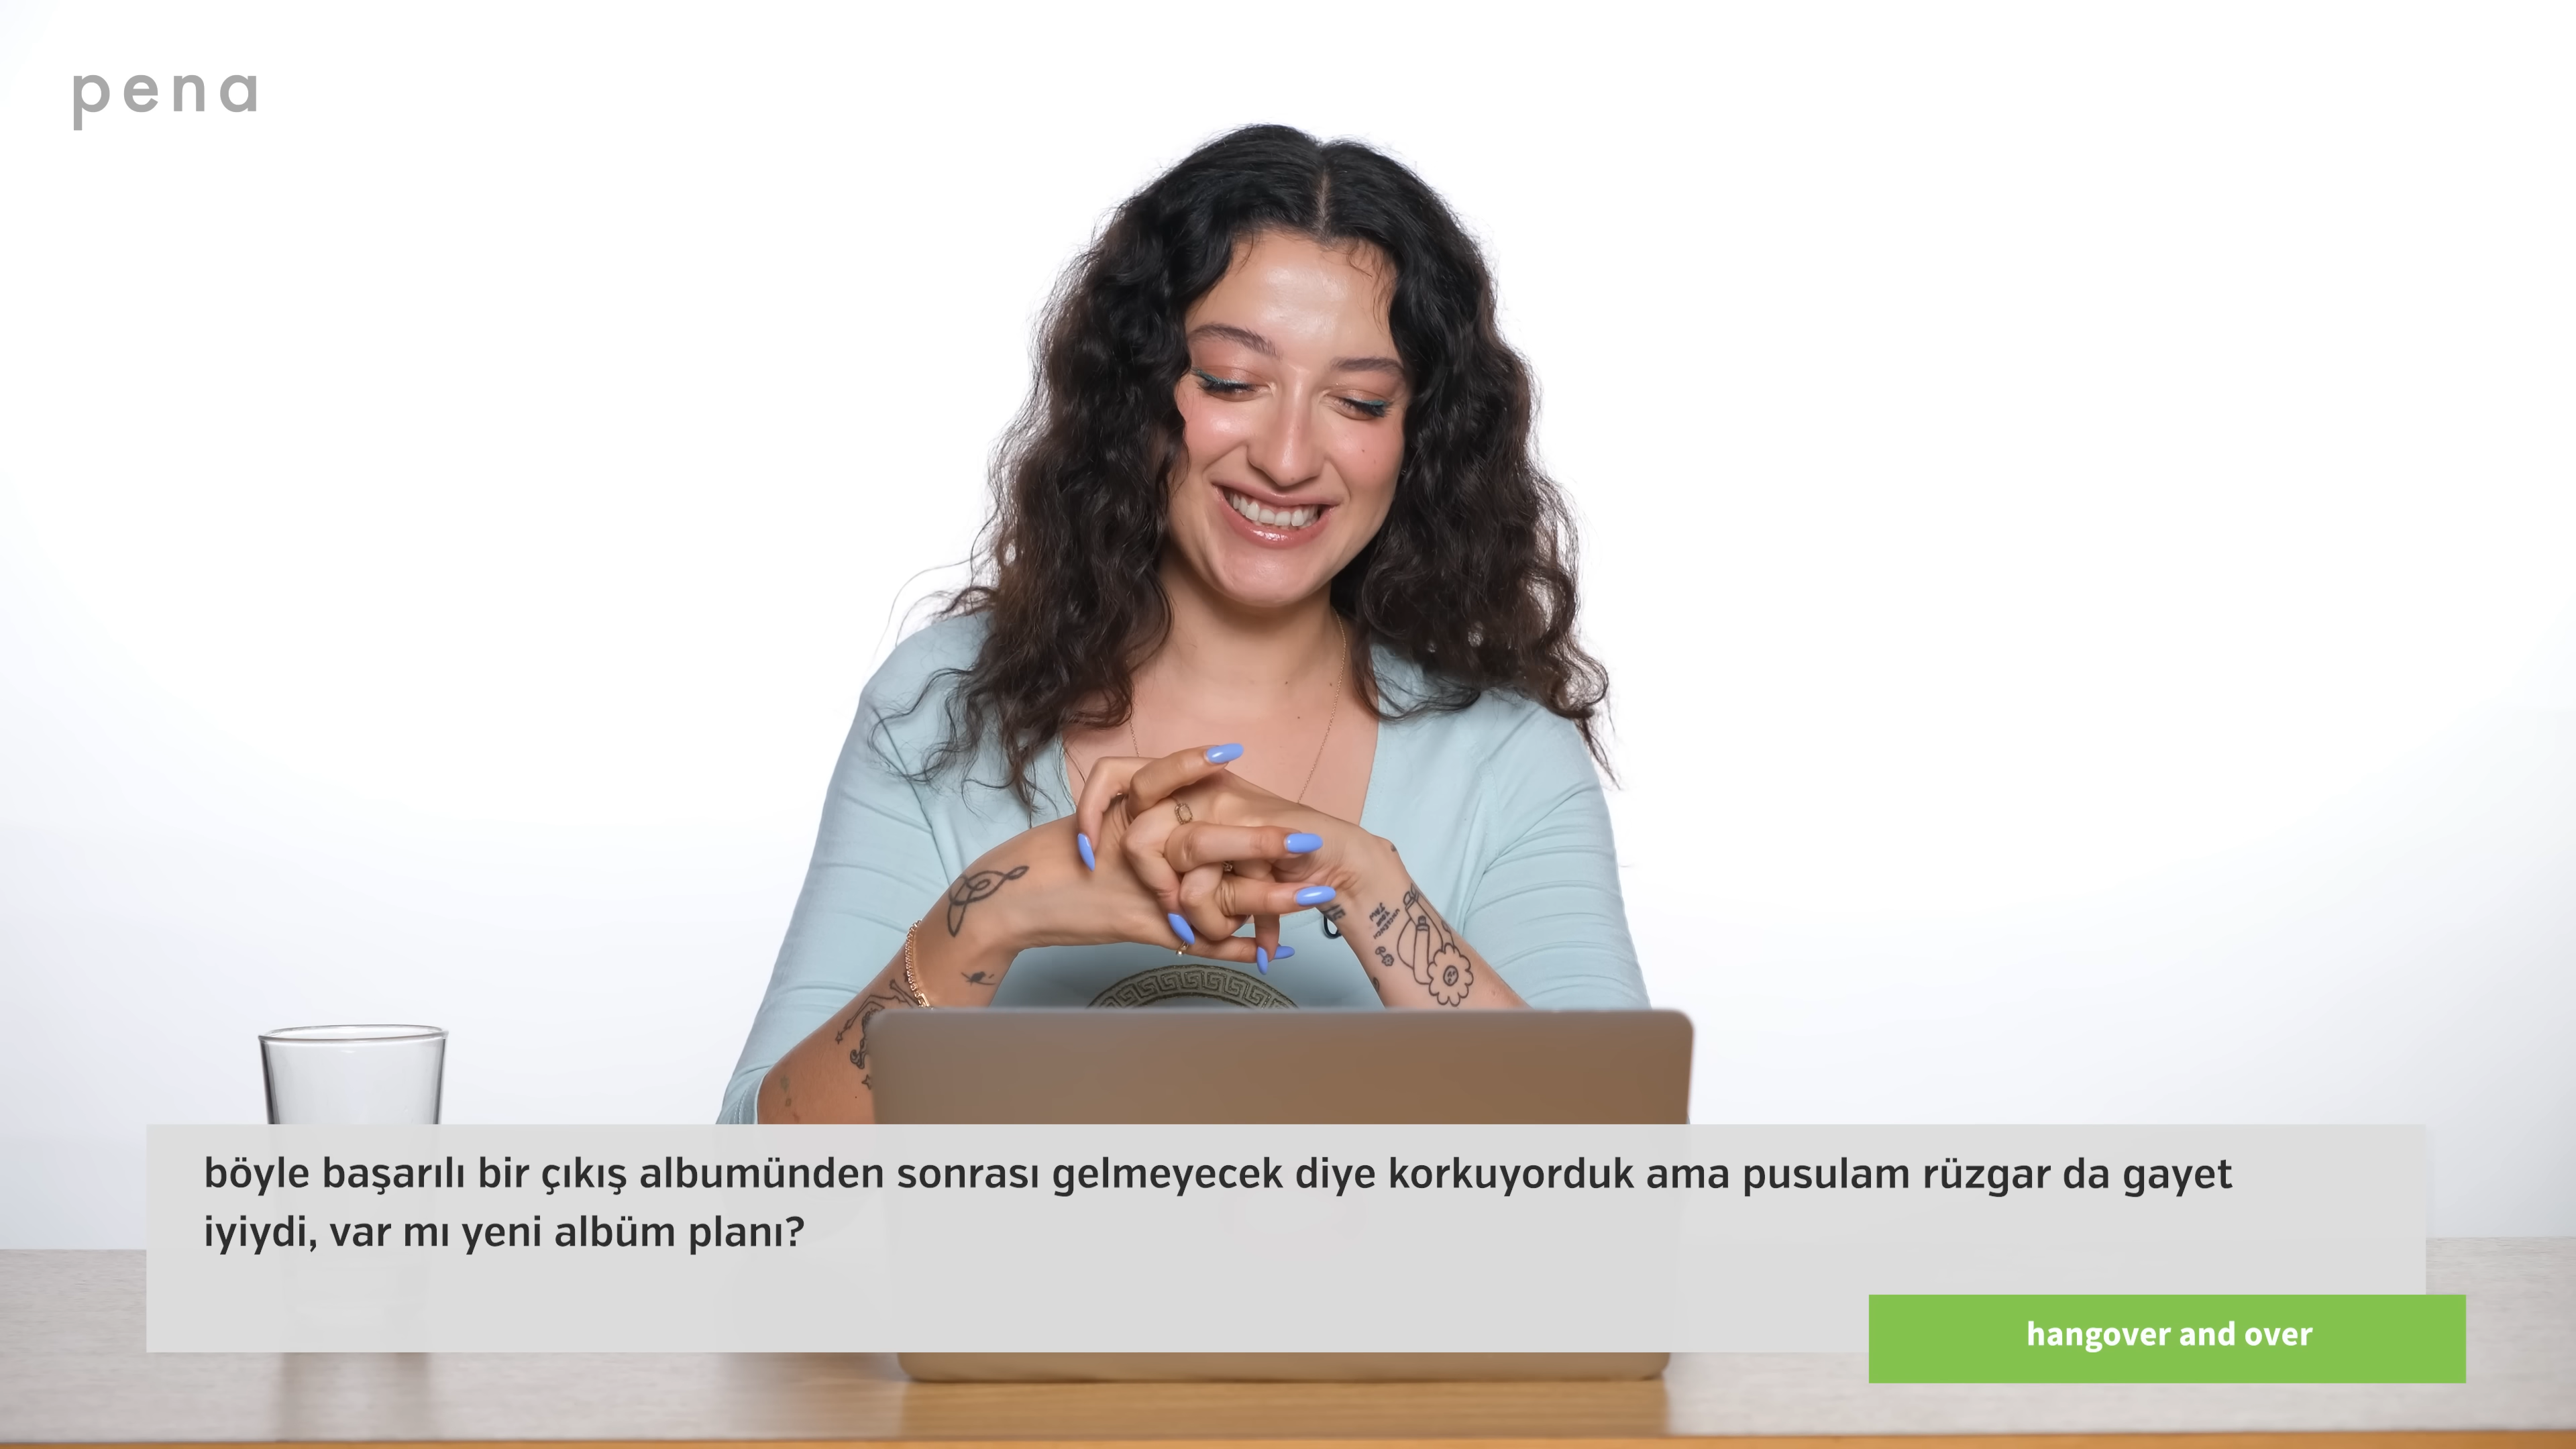 pena
böyle başarılı bir çıkış albumünden sonrası gelmeyecek diye korkuyorduk ama pusulam rüzgar da gayet
iyiydi, var mı yeni albüm planı?
hangover and over